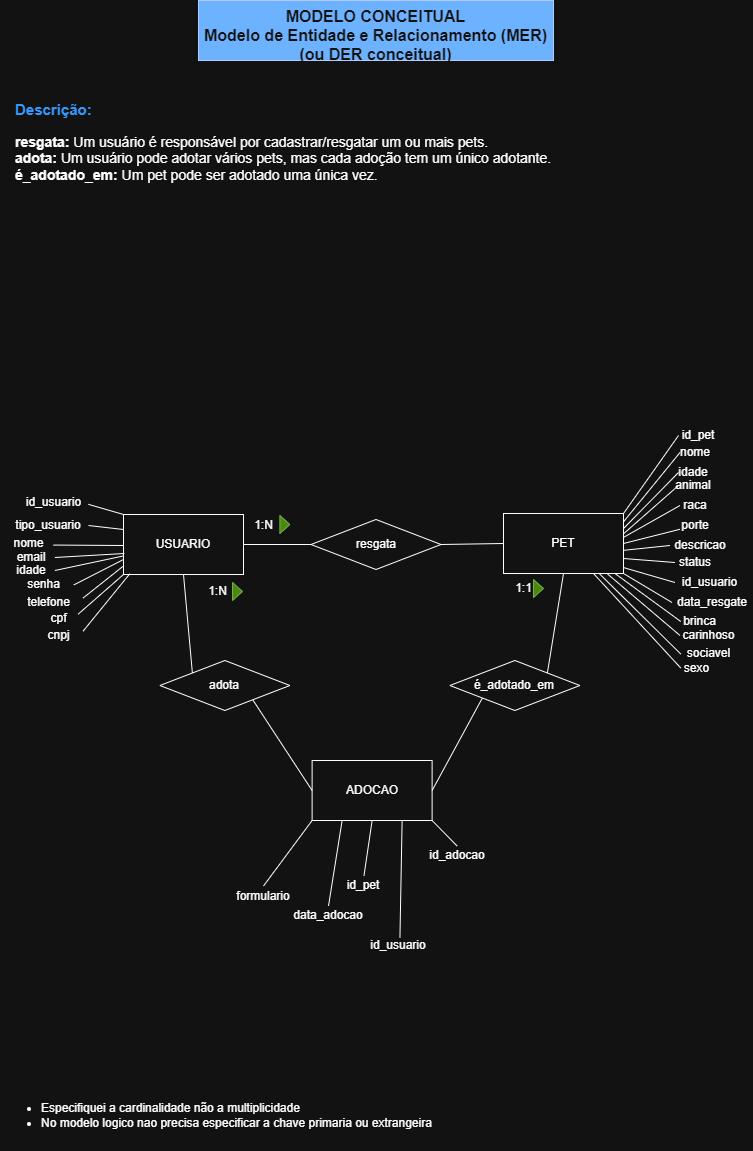 MODELO CONCEITUAL
Modelo de Entidade e Relacionamento (MER)
(ou DER conceitual)
Descrição:
resgata: Um usuário é responsável por cadastrar/resgatar um ou mais pets.
adota: Um usuário pode adotar vários pets, mas cada adoção tem um único adotante.
é_adotado_em: Um pet pode ser adotado uma única vez.
id_usuario
tipo_usuario
nome
email
idade
senha
telefone
cpf
cnpj
USUARIO
1:N
resgata
PET
id_pet
nome
idade
animal
raca
porte
descricao
status
id_usuario
data_resgate
brinca
carinhoso
sociavel
sexo
1:N
1:1
adota
é_adotado_em
ADOCAO
formulário
data_adocao
id_pet
id_usuario
id_adocao
• Especifiquei a cardinalidade não a multiplicidade
• No modelo logico nao precisa especificar a chave primaria ou extrangeira